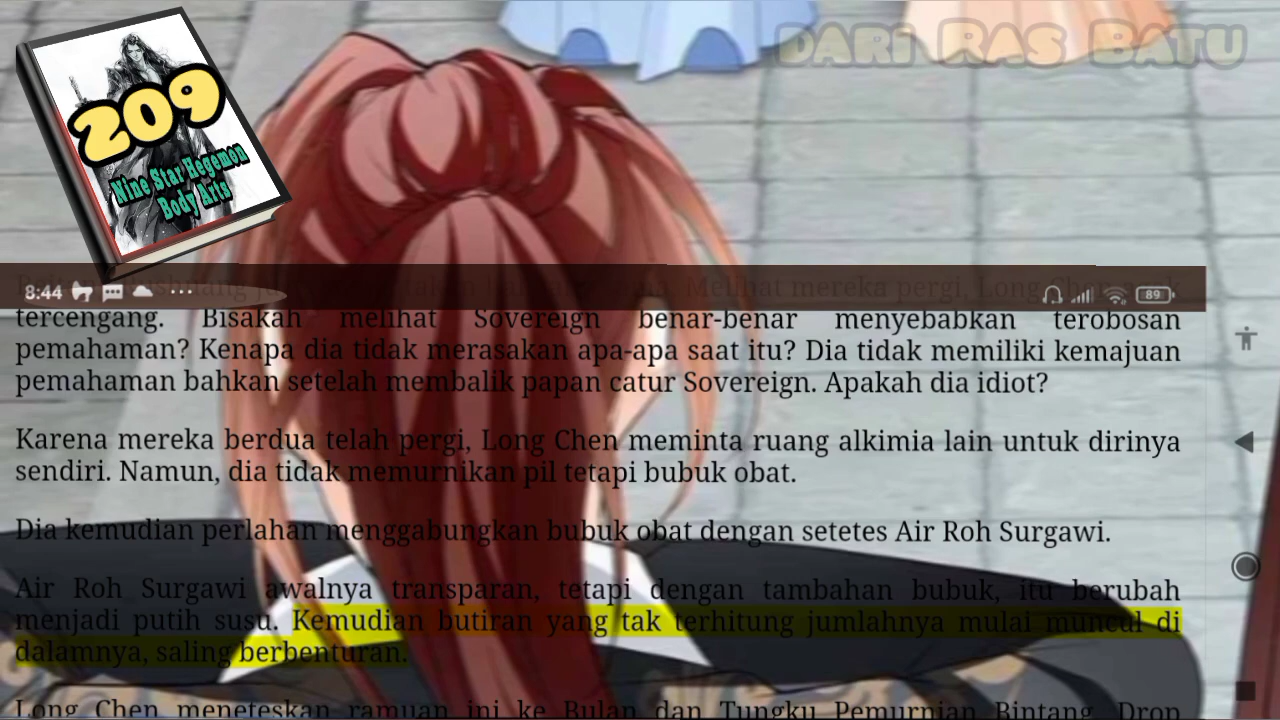 DARI RAS BATU
209
Nine Star Hegemon
Body Arts
Melihat mereka pergi, Long Chen
8:44
89
tercengang. Bisakah melihat Sovereign benar-benar menyebabkan terobosan
pemahaman? Kenapa dia tidak merasakan apa-apa saat itu? Dia tidak memiliki kemajuan
pemahaman bahkan setelah membalik papan catur Sovereign. Apakah dia idiot?
Karena mereka berdua telah pergi, Long Chen meminta ruang alkimia lain untuk dirinya
sendiri. Namun, dia tidak memurnikan pil tetapi bubuk obat.
Dia kemudian perlahan menggabungkan bubuk obat dengan setetes Air Roh Surgawi.
Air Roh Surgawi awalnya transparan, tetapi dengan tambahan bubuk, itu berubah
menjadi putih susu. Kemudian butiran yang tak terhitung jumlahnya mulai muncul di
dalamnya, saling berbenturan.
Long Chen meneteskan ramuan ini ke Bulan dan Tungku Pemurnian Bintang. Drop